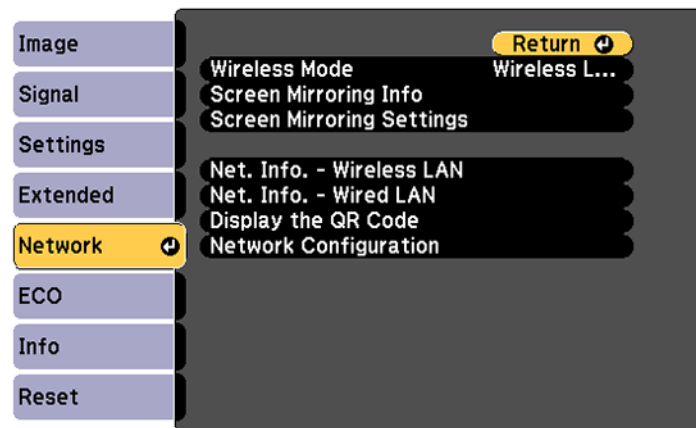 Image
Signal
Settings
Extended
Network
ECO
Info
Reset
Return
Wireless Mode Wireless L...
Screen Mirroring Info
Screen Mirroring Settings
Net. Info. - Wireless LAN
Net. Info. - Wired LAN
Display the QR Code
Network Configuration